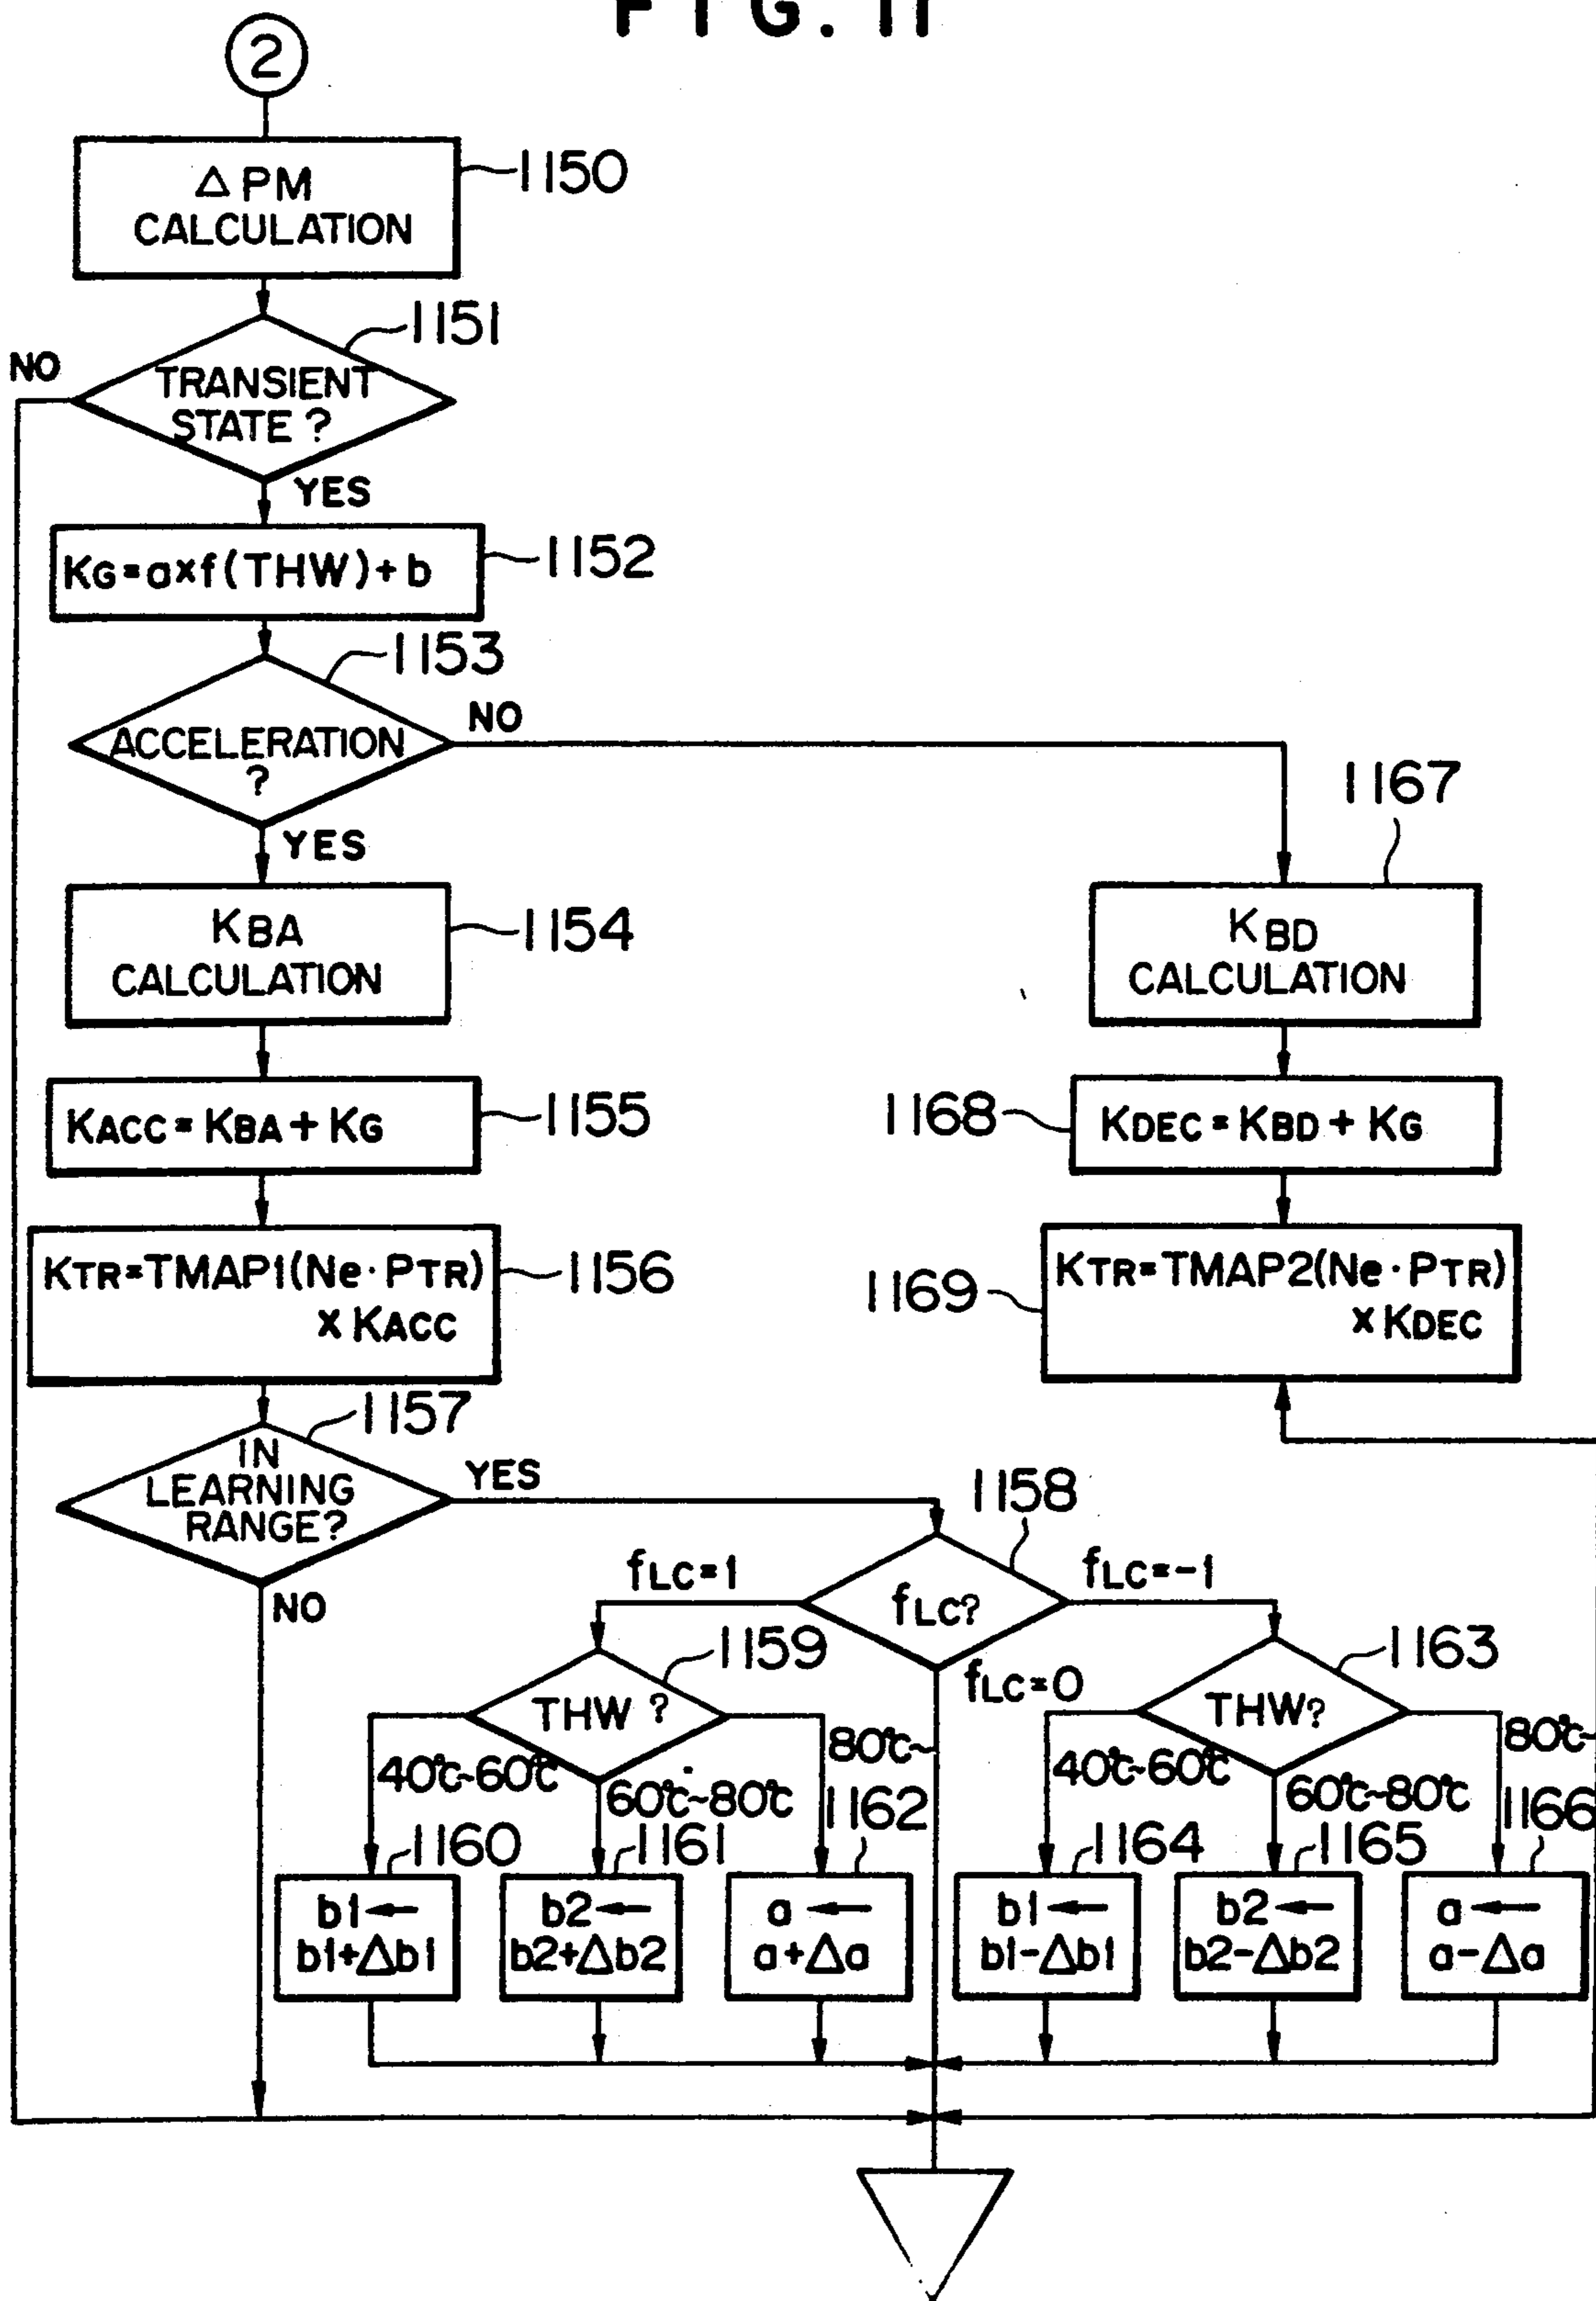 FIG. 11
2
ΔPM
CALCULATION
1150
1151
NO
TRANSIENT
STATE?
YES
KG=a×f(THW)+b
1152
1153
ACCELERATION
?
NO
YES
1167
KBA
CALCULATION
1154
KBD
CALCULATION
KACC=KBA+KG
1155
1168
KDEC=KBD+KG
KTR=TMAP1(Ne·PTR)
×KACC
1156
1169
KTR=TMAP2(Ne·PTR)
×KDEC
1157
IN
LEARNING
RANGE?
YES
NO
1158
fLC=1
fLC?
fLC=-1
fLC=0
1159
THW?
40℃~60℃
60℃~80℃
80℃~
1163
THW?
40℃~60℃
60℃~80℃
80℃~
1160
1161
1162
1164
1165
1166
b1←
b1+Δb1
b2←
b2+Δb2
a←
a+Δa
b1←
b1-Δb1
b2←
b2-Δb2
a←
a-Δa